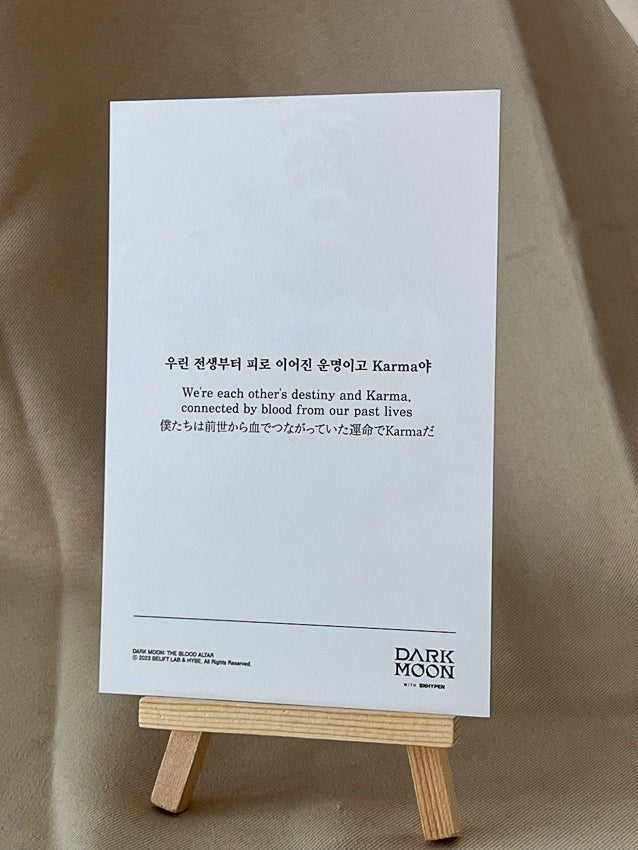 우린 전생부터 피로 이어진 운명이고 Karma야
We're each other's destiny and Karma,
connected by blood from our past lives
僕たちは前世から血でつながっていた運命でKarmaだ
DARK MOON: THE BLOOD ALTAR
© 2023 BELIFT LAB & HYBE. All Rights Reserved.
DARK
MOON
WITH ENHYPEN